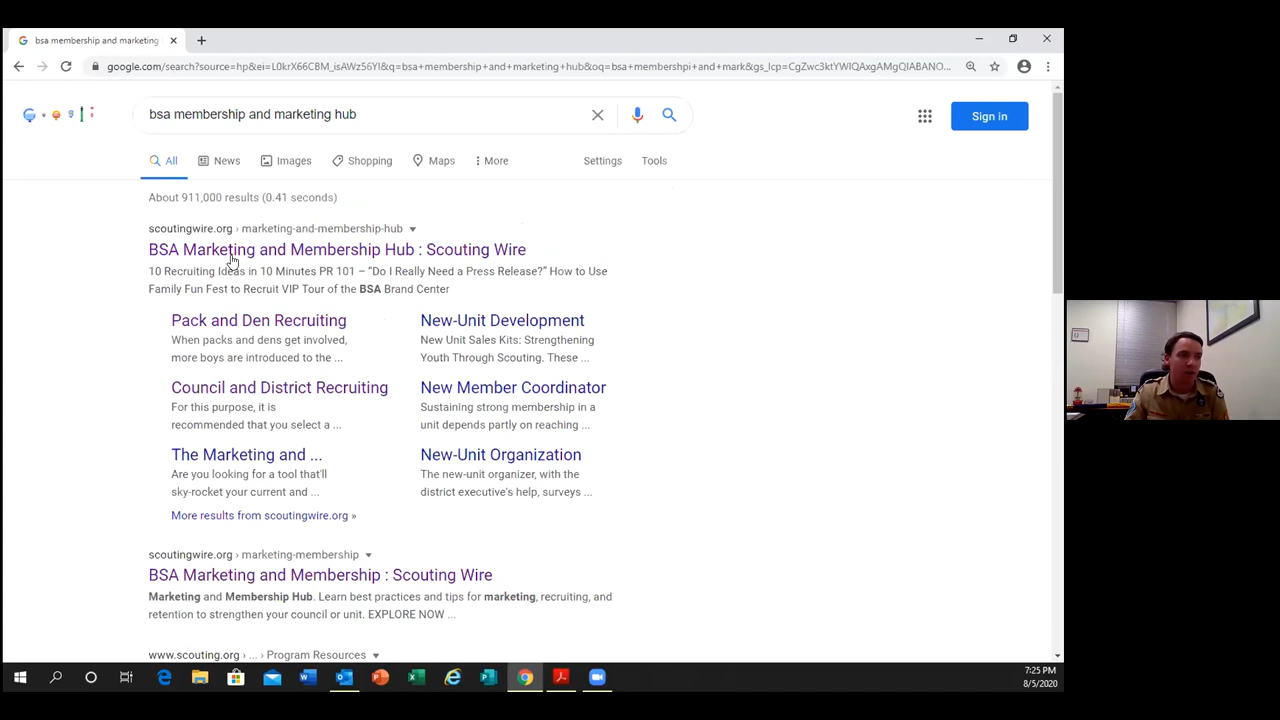 bsa membership and marketing
google.com/search?source=hp&ei=L0krX66CBM_isAWz56YI&q=bsa+membership+and+marketing+hub&oq=bsa+membershpi+and+mark&gs_lcp=CgZwc3ktYWIQAxgAMgQIABANO...
bsa membership and marketing hub
Sign in
All News Images Shopping Maps More Settings Tools
About 911,000 results (0.41 seconds)
scoutingwire.org › marketing-and-membership-hub
BSA Marketing and Membership Hub : Scouting Wire
10 Recruiting Ideas in 10 Minutes PR 101 – “Do I Really Need a Press Release?” How to Use
Family Fun Fest to Recruit VIP Tour of the BSA Brand Center
Pack and Den Recruiting
When packs and dens get involved,
more boys are introduced to the ...
New-Unit Development
New Unit Sales Kits: Strengthening
Youth Through Scouting. These ...
Council and District Recruiting
For this purpose, it is
recommended that you select a ...
New Member Coordinator
Sustaining strong membership in a
unit depends partly on reaching ...
The Marketing and ...
Are you looking for a tool that'll
sky-rocket your current and ...
New-Unit Organization
The new-unit organizer, with the
district executive's help, surveys ...
More results from scoutingwire.org »
scoutingwire.org › marketing-membership
BSA Marketing and Membership : Scouting Wire
Marketing and Membership Hub. Learn best practices and tips for marketing, recruiting, and
retention to strengthen your council or unit. EXPLORE NOW ...
www.scouting.org › ... › Program Resources
7:25 PM
8/5/2020